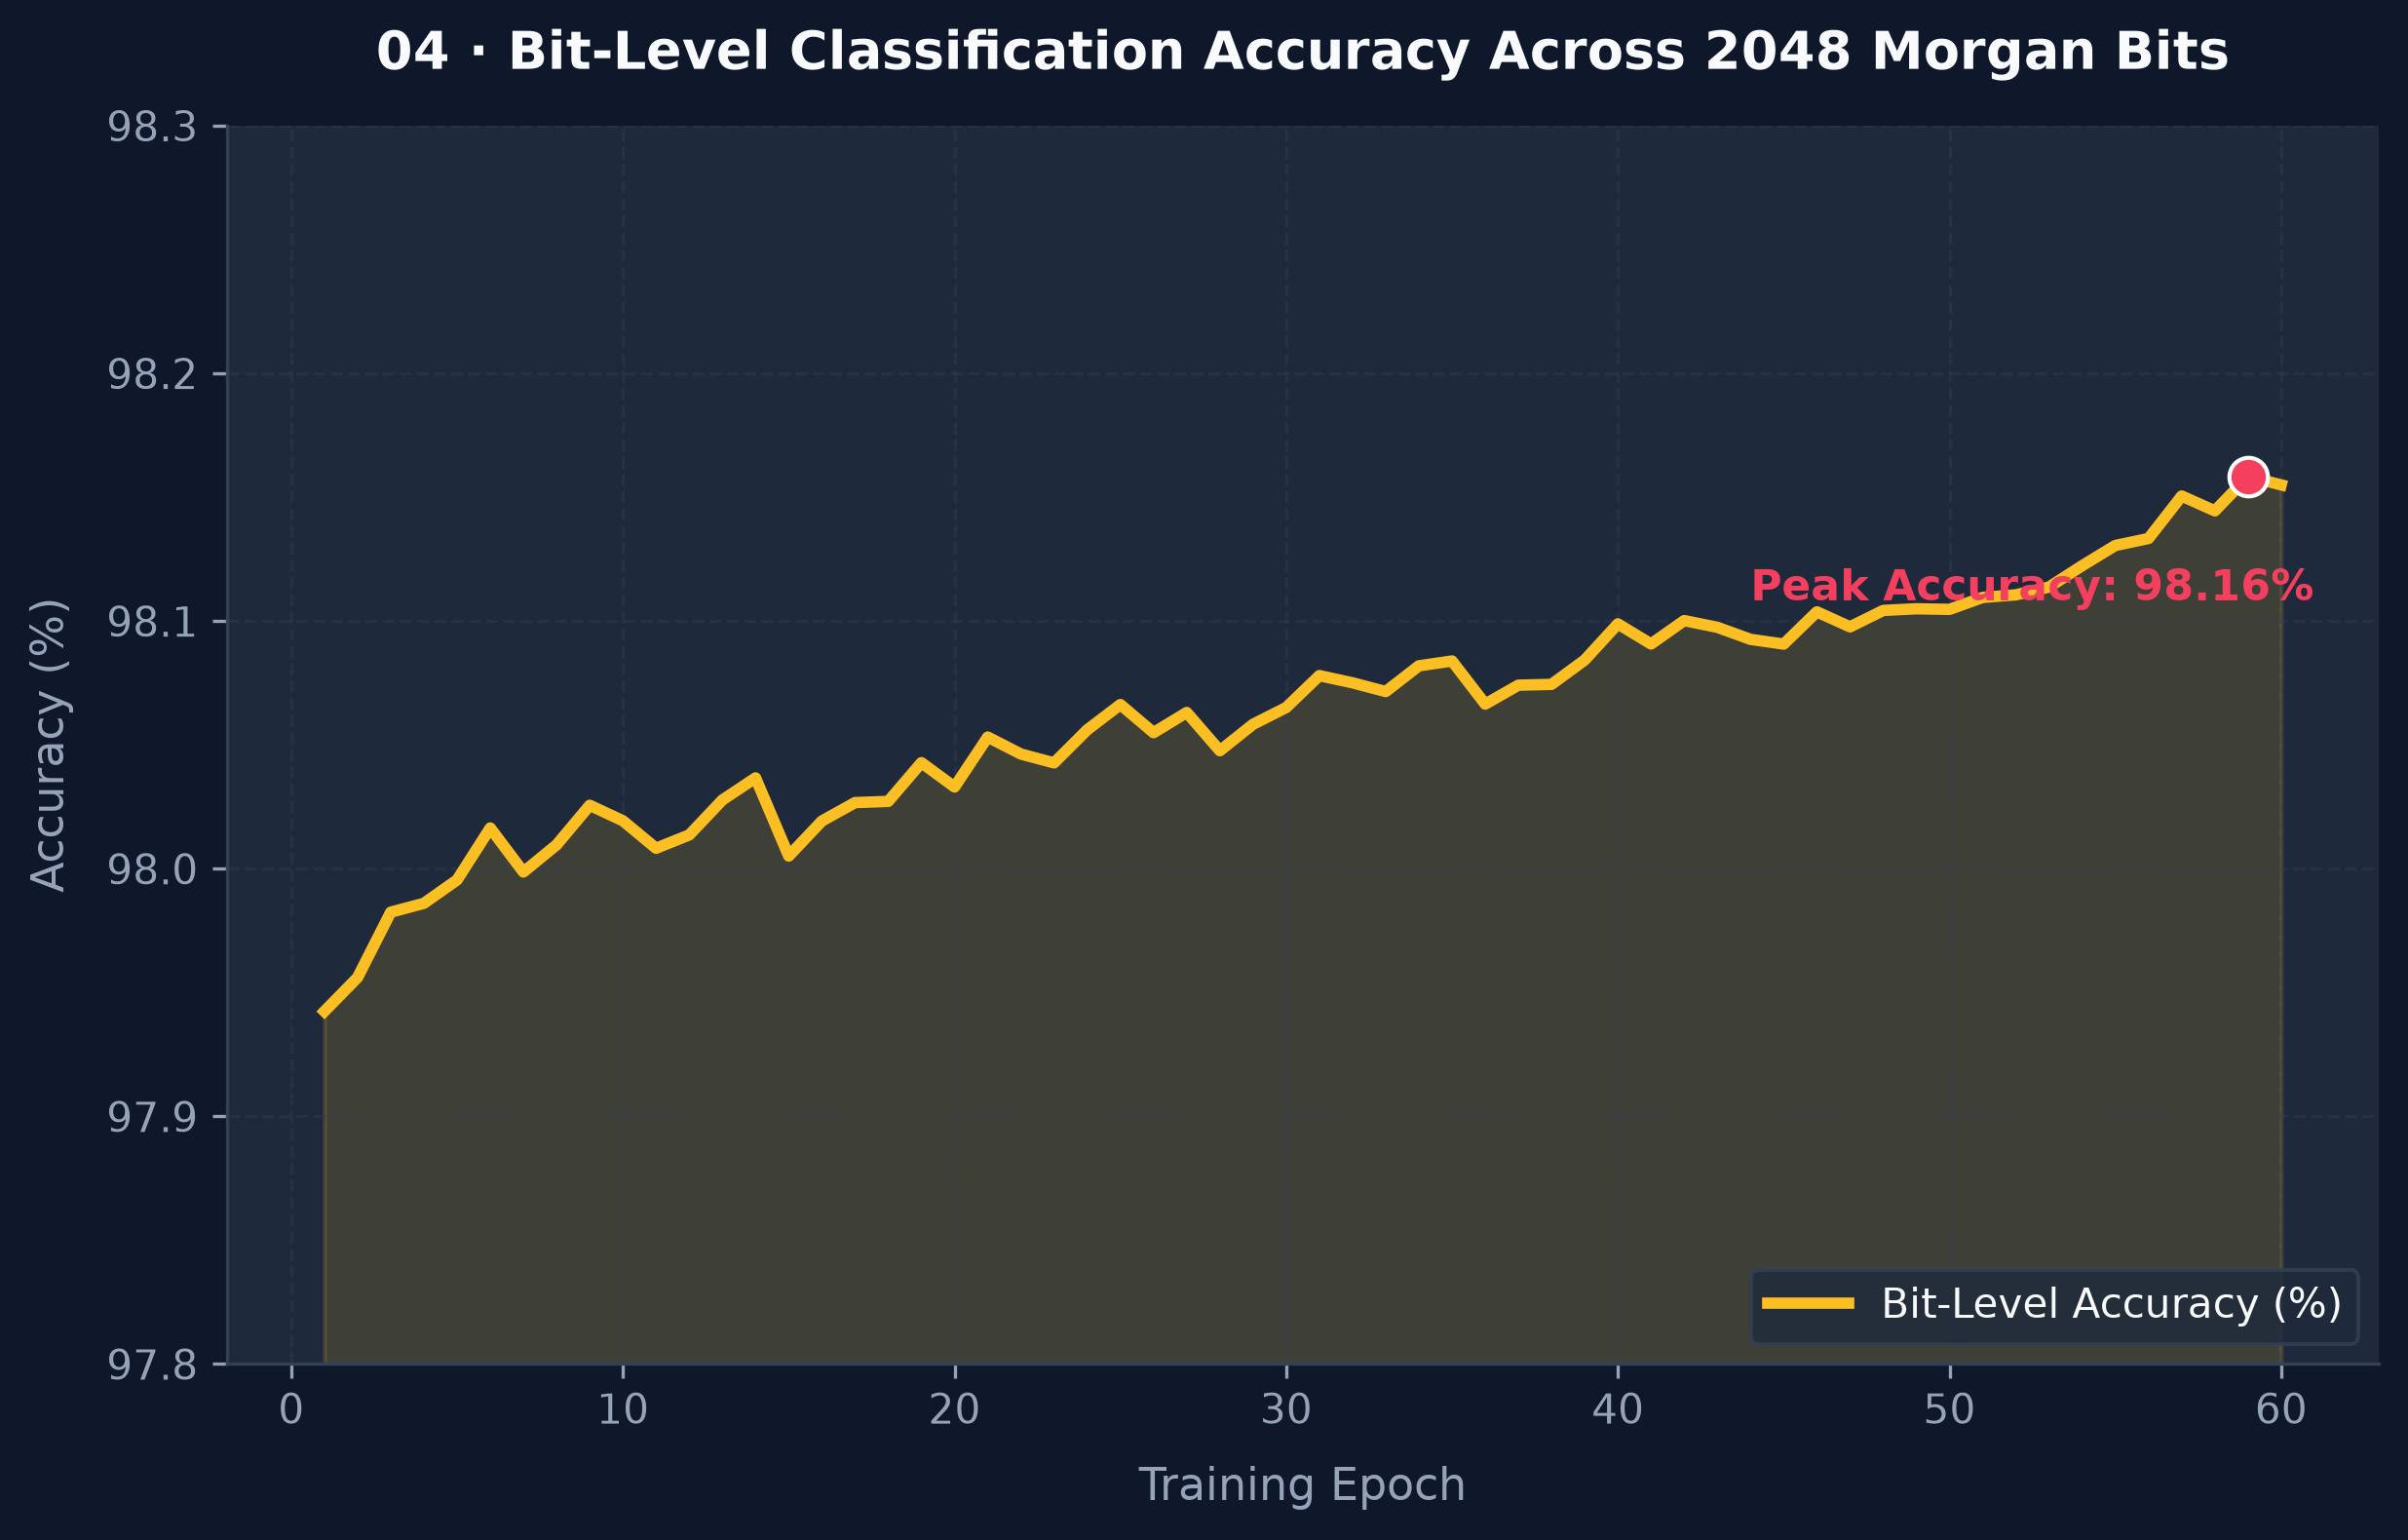 04 · Bit-Level Classification Accuracy Across 2048 Morgan Bits
98.3
98.2
98.1
98.0
97.9
97.8
Accuracy (%)
Peak Accuracy: 98.16%
Bit-Level Accuracy (%)
0 10 20 30 40 50 60
Training Epoch